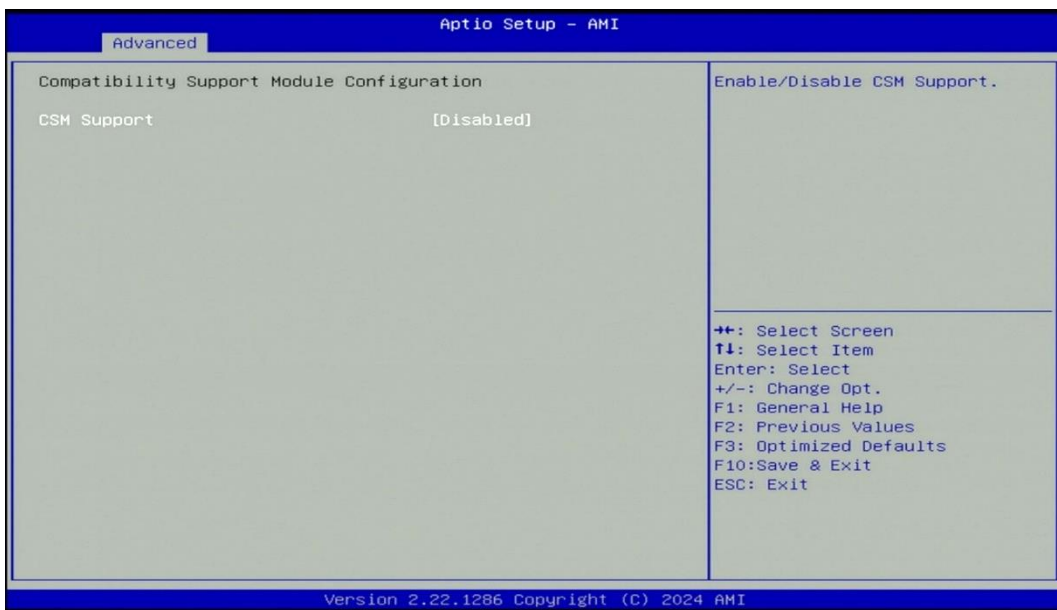 Aptio Setup – AMI
Advanced
Compatibility Support Module Configuration
CSM Support [Disabled]
Enable/Disable CSM Support.
→←: Select Screen
↑↓: Select Item
Enter: Select
+/-: Change Opt.
F1: General Help
F2: Previous Values
F3: Optimized Defaults
F10:Save & Exit
ESC: Exit
Version 2.22.1286 Copyright (C) 2024 AMI